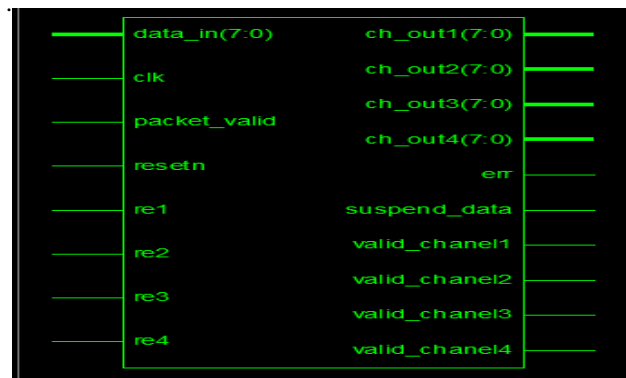 data_in(7:0)
clk
packet_valid
resetn
re1
re2
re3
re4
ch_out1(7:0)
ch_out2(7:0)
ch_out3(7:0)
ch_out4(7:0)
err
suspend_data
valid_chanel1
valid_chanel2
valid_chanel3
valid_chanel4